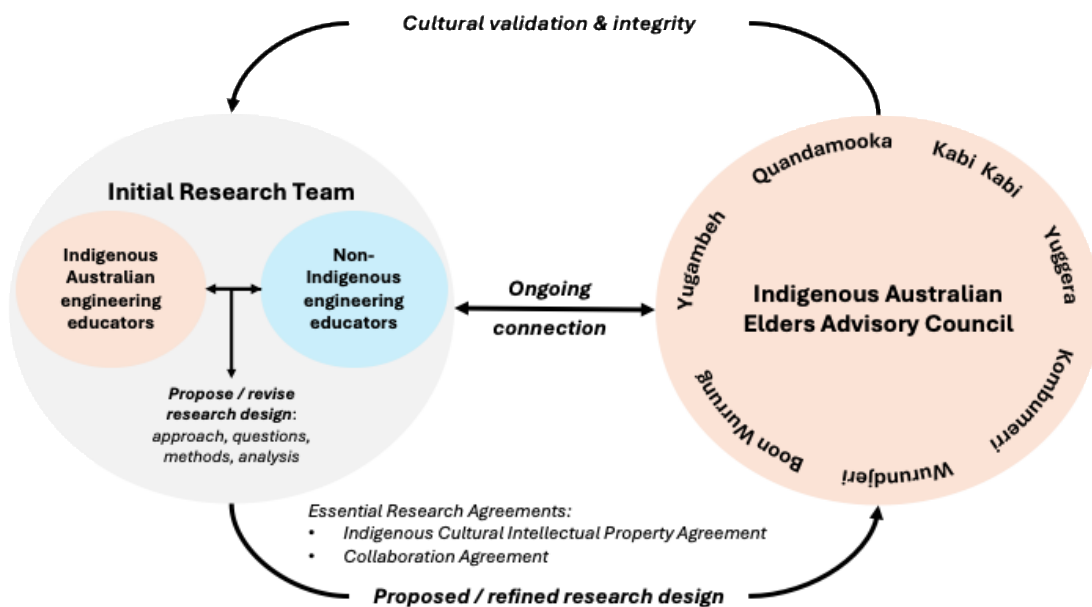 Cultural validation & integrity
Initial Research Team
Indigenous
Australian
engineering
educators
Non-
Indigenous
engineering
educators
Propose / revise
research design:
approach, questions,
methods, analysis
Ongoing
connection
Quandamooka
Kabi Kabi
Yugambeh
Yuggera
Indigenous Australian
Elders Advisory Council
Kombumerri
Boon Wurrung
Wurundjeri
Essential Research Agreements:
• Indigenous Cultural Intellectual Property Agreement
• Collaboration Agreement
Proposed / refined research design